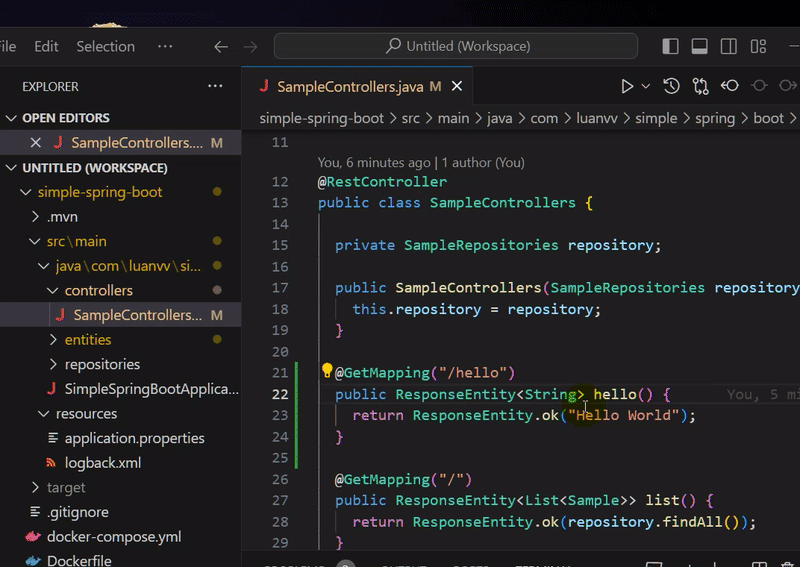 File Edit Selection ··· Untitled (Workspace)
EXPLORER ···
OPEN EDITORS
SampleControllers.... M
UNTITLED (WORKSPACE)
simple-spring-boot
.mvn
src\main
java\com\luanvv\si...
controllers
SampleControllers... M
entities
repositories
SimpleSpringBootApplica...
resources
application.properties
logback.xml
target
.gitignore
docker-compose.yml
Dockerfile
SampleControllers.java M
simple-spring-boot > src > main > java > com > luanvv > simple > spring > boot >
11
You, 6 minutes ago | 1 author (You)
12 @RestController
13 public class SampleControllers {
14
15 private SampleRepositories repository;
16
17 public SampleControllers(SampleRepositories repository
18 this.repository = repository;
19 }
20
21 @GetMapping("/hello")
22 public ResponseEntity<String> hello() { You, 5 mi
23 return ResponseEntity.ok("Hello World");
24 }
25
26 @GetMapping("/")
27 public ResponseEntity<List<Sample>> list() {
28 return ResponseEntity.ok(repository.findAll());
29 }